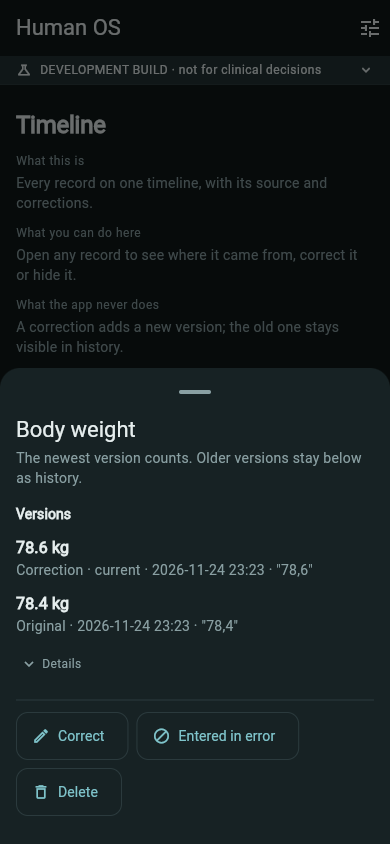 Human OS
DEVELOPMENT BUILD · not for clinical decisions
Timeline
What this is
Every record on one timeline, with its source and
corrections.
What you can do here
Open any record to see where it came from, correct it
or hide it.
What the app never does
A correction adds a new version; the old one stays
visible in history.
Body weight
The newest version counts. Older versions stay below
as history.
Versions
78.6 kg
Correction · current · 2026-11-24 23:23 · "78,6"
78.4 kg
Original · 2026-11-24 23:23 · "78,4"
Details
Correct
Entered in error
Delete